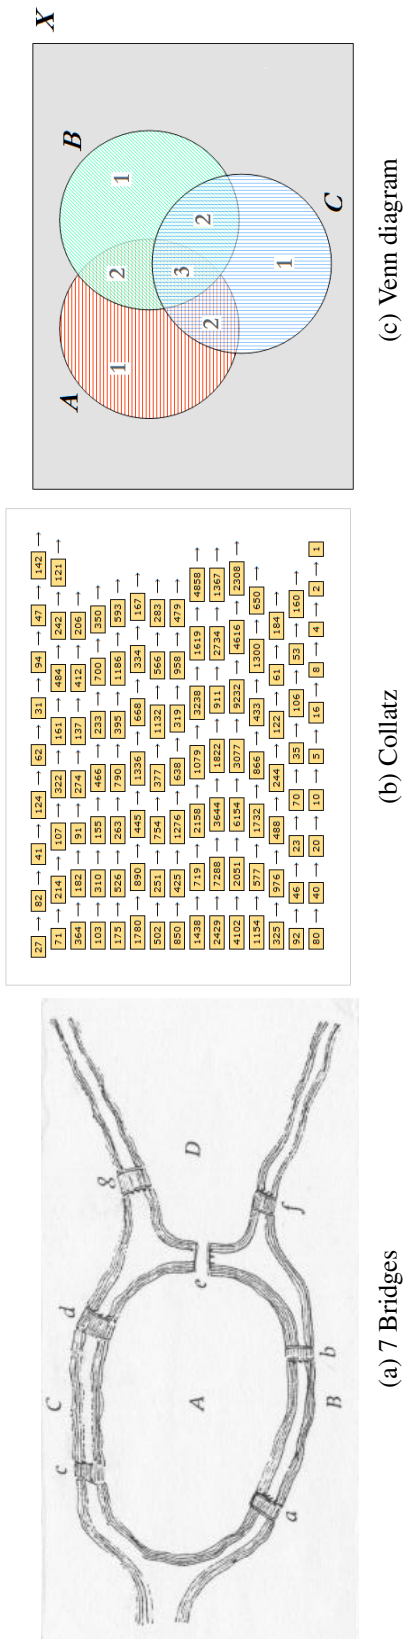 C
c
d
g
A
e
D
a
B
b
f
(a) 7 Bridges
27 → 82 → 41 → 124 → 62 → 31 → 94 → 47 → 142 →
71 → 214 → 107 → 322 → 161 → 484 → 242 → 121 →
364 → 182 → 91 → 274 → 137 → 412 → 206 →
103 → 310 → 155 → 466 → 233 → 700 → 350 →
175 → 526 → 263 → 790 → 395 → 1186 → 593 →
1780 → 890 → 445 → 1336 → 668 → 334 → 167 →
502 → 251 → 754 → 377 → 1132 → 566 → 283 →
850 → 425 → 1276 → 638 → 319 → 958 → 479 →
1438 → 719 → 2158 → 1079 → 3238 → 1619 → 4858 →
2429 → 7288 → 3644 → 1822 → 911 → 2734 → 1367 →
4102 → 2051 → 6154 → 3077 → 9232 → 4616 → 2308 →
1154 → 577 → 1732 → 866 → 433 → 1300 → 650 →
325 → 976 → 488 → 244 → 122 → 61 → 184 →
92 → 46 → 23 → 70 → 35 → 106 → 53 → 160 →
80 → 40 → 20 → 10 → 5 → 16 → 8 → 4 → 2 → 1
(b) Collatz
X
A
B
1 2 1
3
2 2
1
C
(c) Venn diagram